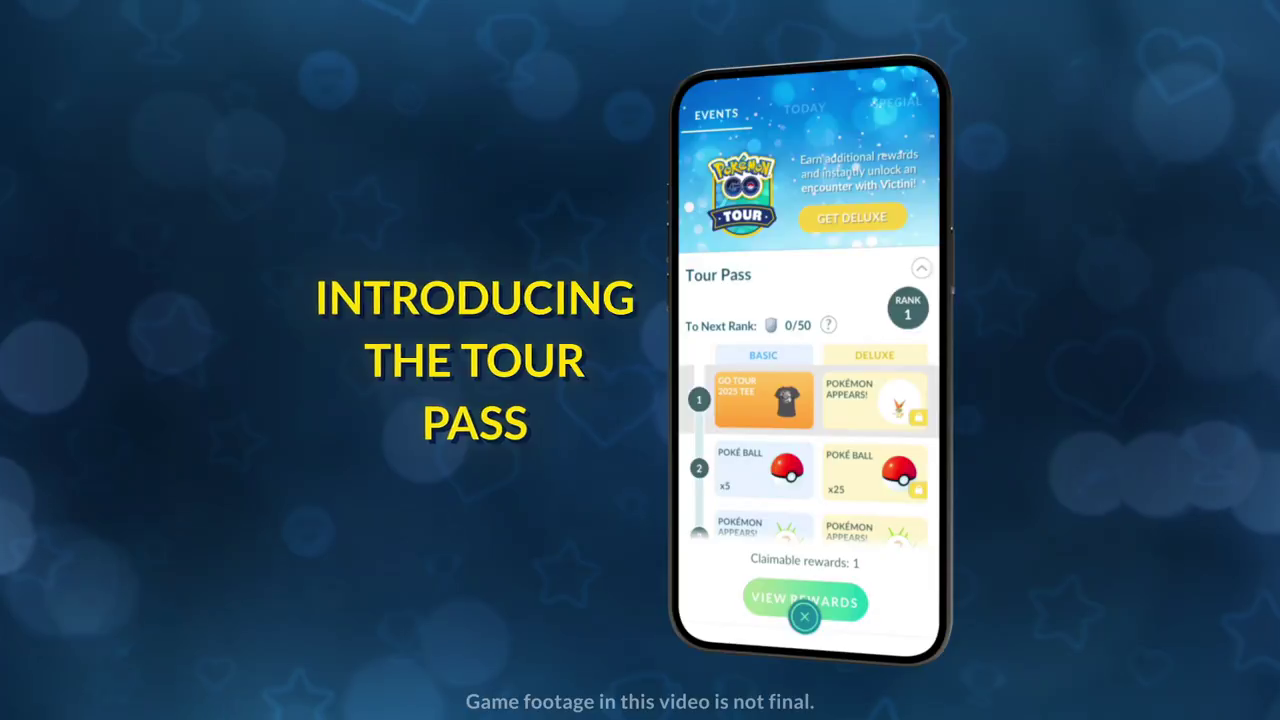 INTRODUCING
THE TOUR
PASS
EVENTS
TODAY
SPECIAL
Pokémon
GO
TOUR
Earn additional rewards
and instantly unlock an
encounter with Victini!
GET DELUXE
Tour Pass
RANK
1
To Next Rank: 0/50 ?
BASIC
DELUXE
1
GO TOUR
2025 TEE
POKÉMON
APPEARS!
2
POKÉ BALL
x5
POKÉ BALL
x25
POKÉMON
APPEARS!
POKÉMON
APPEARS!
Claimable rewards: 1
VIEW REWARDS
Game footage in this video is not final.